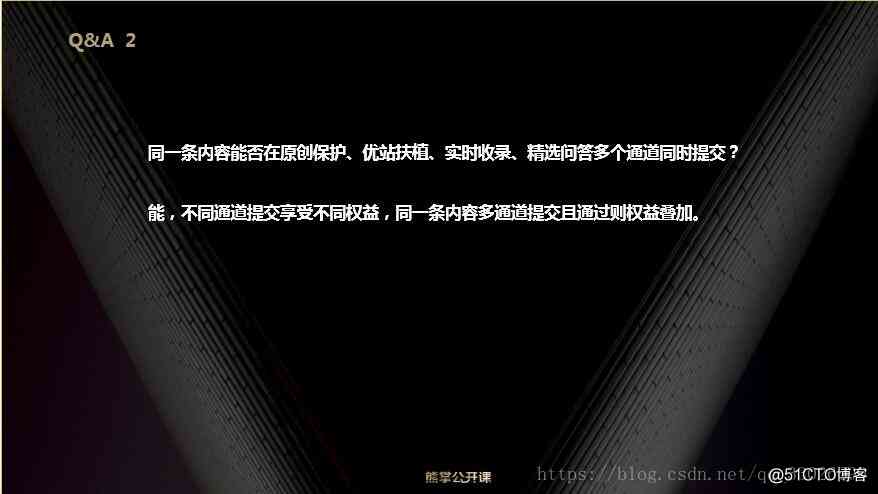 Q&A 2
同一条内容能否在原创保护、优站扶植、实时收录、精选问答多个通道同时提交？
能，不同通道提交享受不同权益，同一条内容多通道提交且通过则权益叠加。
熊掌公开课
https://blog.csdn.net/
@51CTO博客